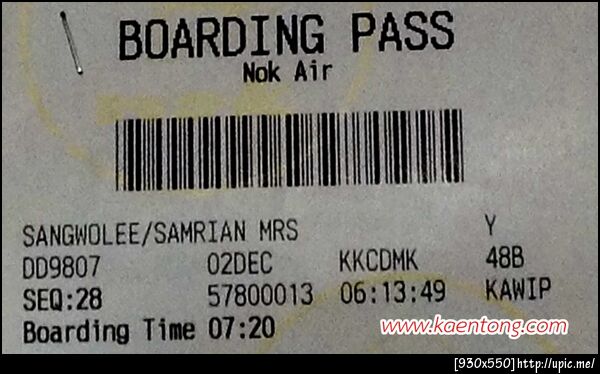 BOARDING PASS
Nok Air
SANGWOLEE/SAMRIAN MRS Y
DD9807 02DEC KKCDMK 48B
SEQ:28 57800013 06:13:49 KAWIP
Boarding Time 07:20
www.kaentong.com
[930x550]http://upic.me/